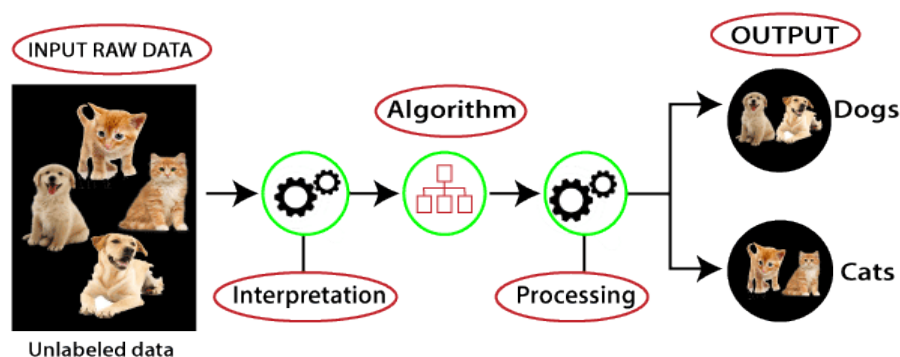 INPUT RAW DATA
Unlabeled data
Interpretation
Algorithm
Processing
OUTPUT
Dogs
Cats